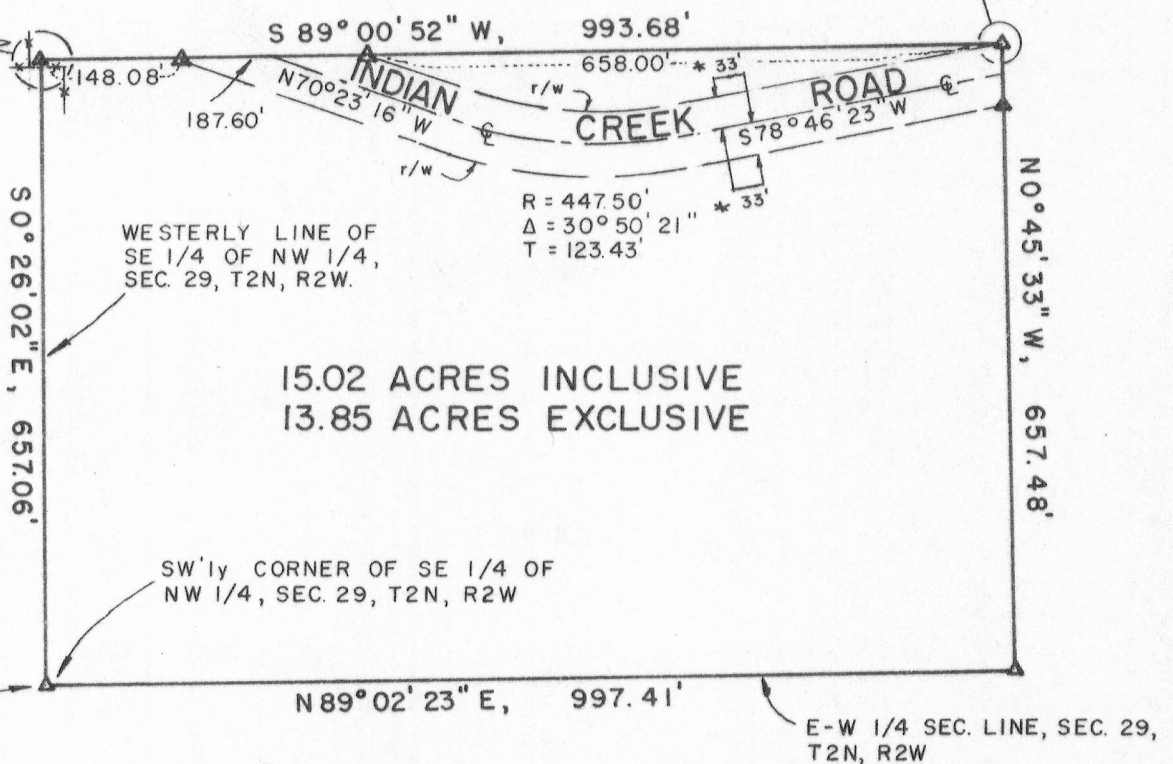 S 89° 00' 52" W, 993.68'
148.08'
658.00'
* 33'
187.60'
N70° 23' 16" W
r/w
INDIAN CREEK ROAD
℄
℄
S78° 46' 23" W
r/w
* 33'
R = 447.50'
Δ = 30° 50' 21"
T = 123.43'
S 0° 26' 02" E, 657.06'
N 0° 45' 33" W, 657.48'
WESTERLY LINE OF
SE 1/4 OF NW 1/4,
SEC. 29, T2N, R2W.
15.02 ACRES INCLUSIVE
13.85 ACRES EXCLUSIVE
SW'ly CORNER OF SE 1/4 OF
NW 1/4, SEC. 29, T2N, R2W
N 89° 02' 23" E, 997.41'
E-W 1/4 SEC. LINE, SEC. 29,
T2N, R2W